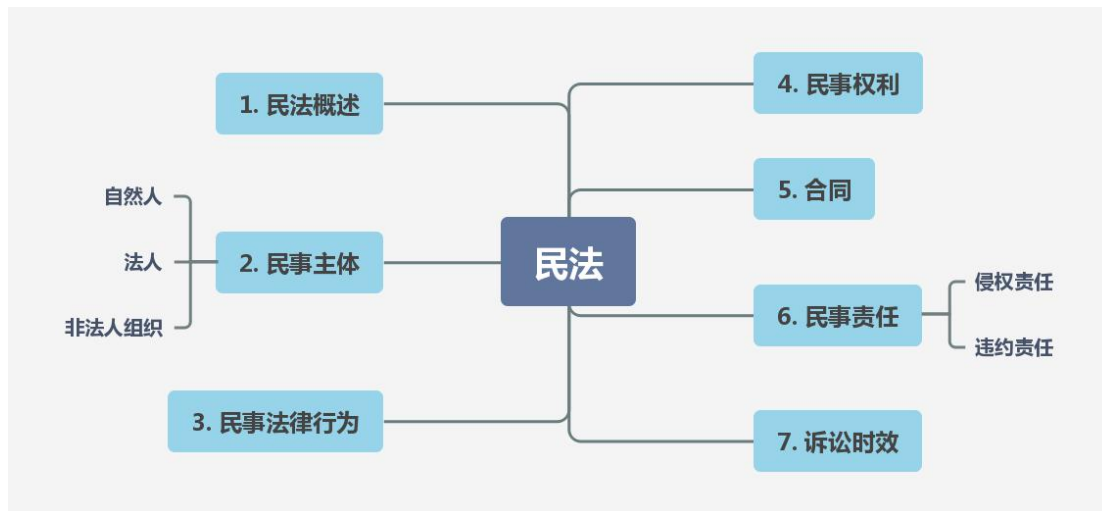 民法
1. 民法概述
2. 民事主体
自然人
法人
非法人组织
3. 民事法律行为
4. 民事权利
5. 合同
6. 民事责任
侵权责任
违约责任
7. 诉讼时效